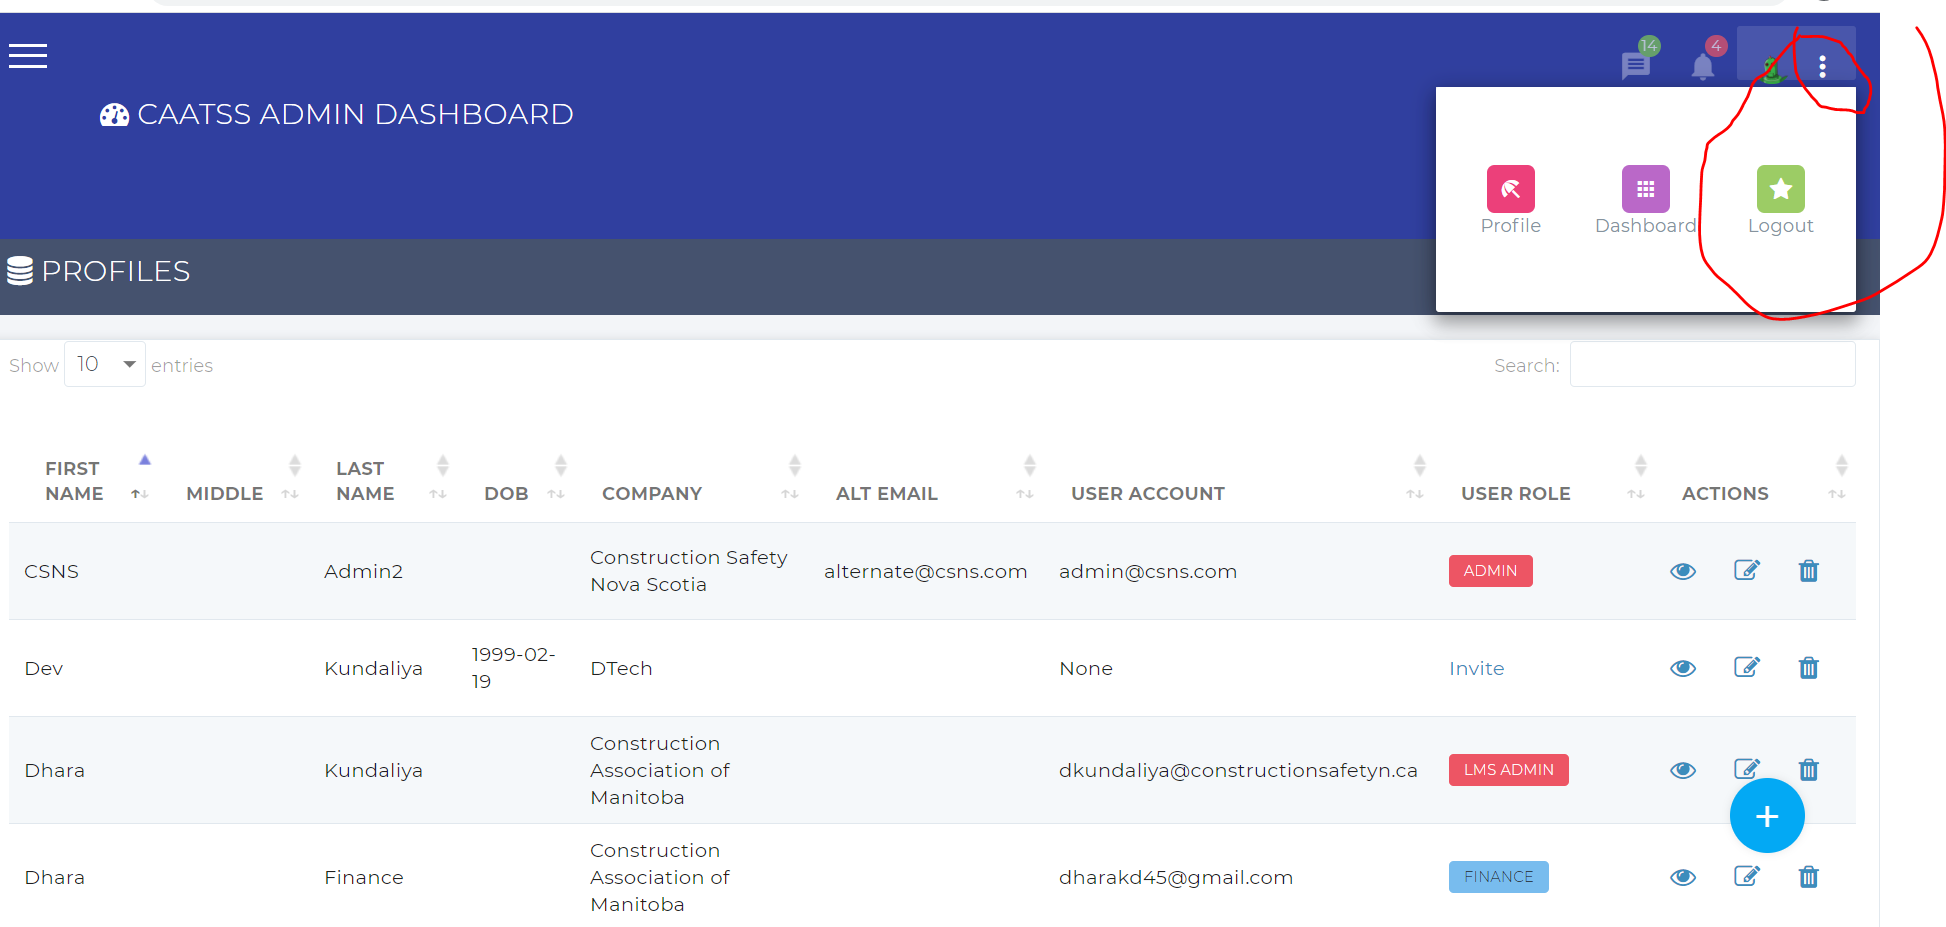 14
4
CAATSS ADMIN DASHBOARD
Profile Dashboard Logout
PROFILES
Show 10 entries Search:
FIRST NAME MIDDLE LAST NAME DOB COMPANY ALT EMAIL USER ACCOUNT USER ROLE ACTIONS
CSNS Admin2 Construction Safety Nova Scotia alternate@csns.com admin@csns.com ADMIN
Dev Kundaliya 1999-02-19 DTech None Invite
Dhara Kundaliya Construction Association of Manitoba dkundaliya@constructionsafetyn.ca LMS ADMIN
+
Dhara Finance Construction Association of Manitoba dharakd45@gmail.com FINANCE